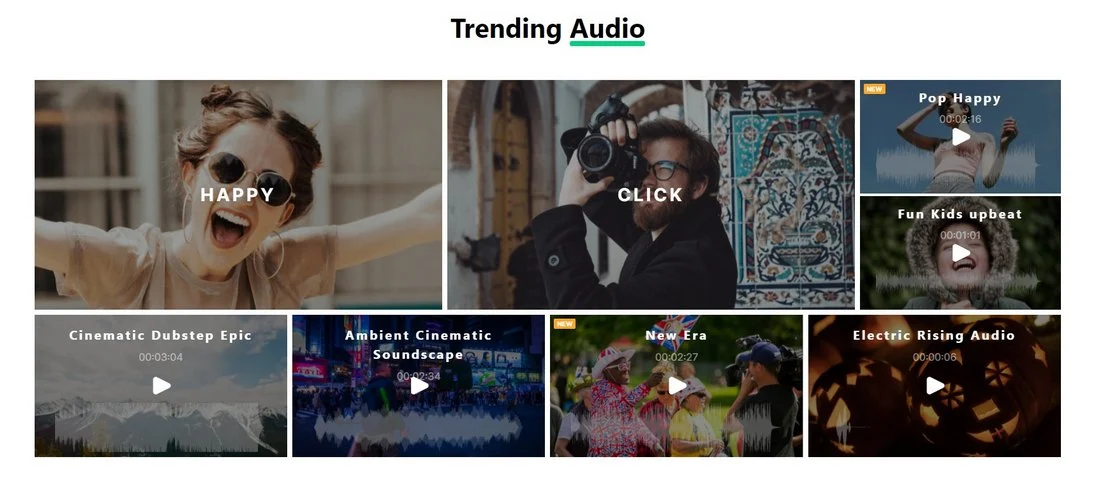 Trending Audio
HAPPY
CLICK
NEW
Pop Happy
00:02:16
Fun Kids upbeat
00:01:01
Cinematic Dubstep Epic
00:03:04
Ambient Cinematic
Soundscape
00:02:34
NEW
New Era
00:02:27
Electric Rising Audio
00:00:06